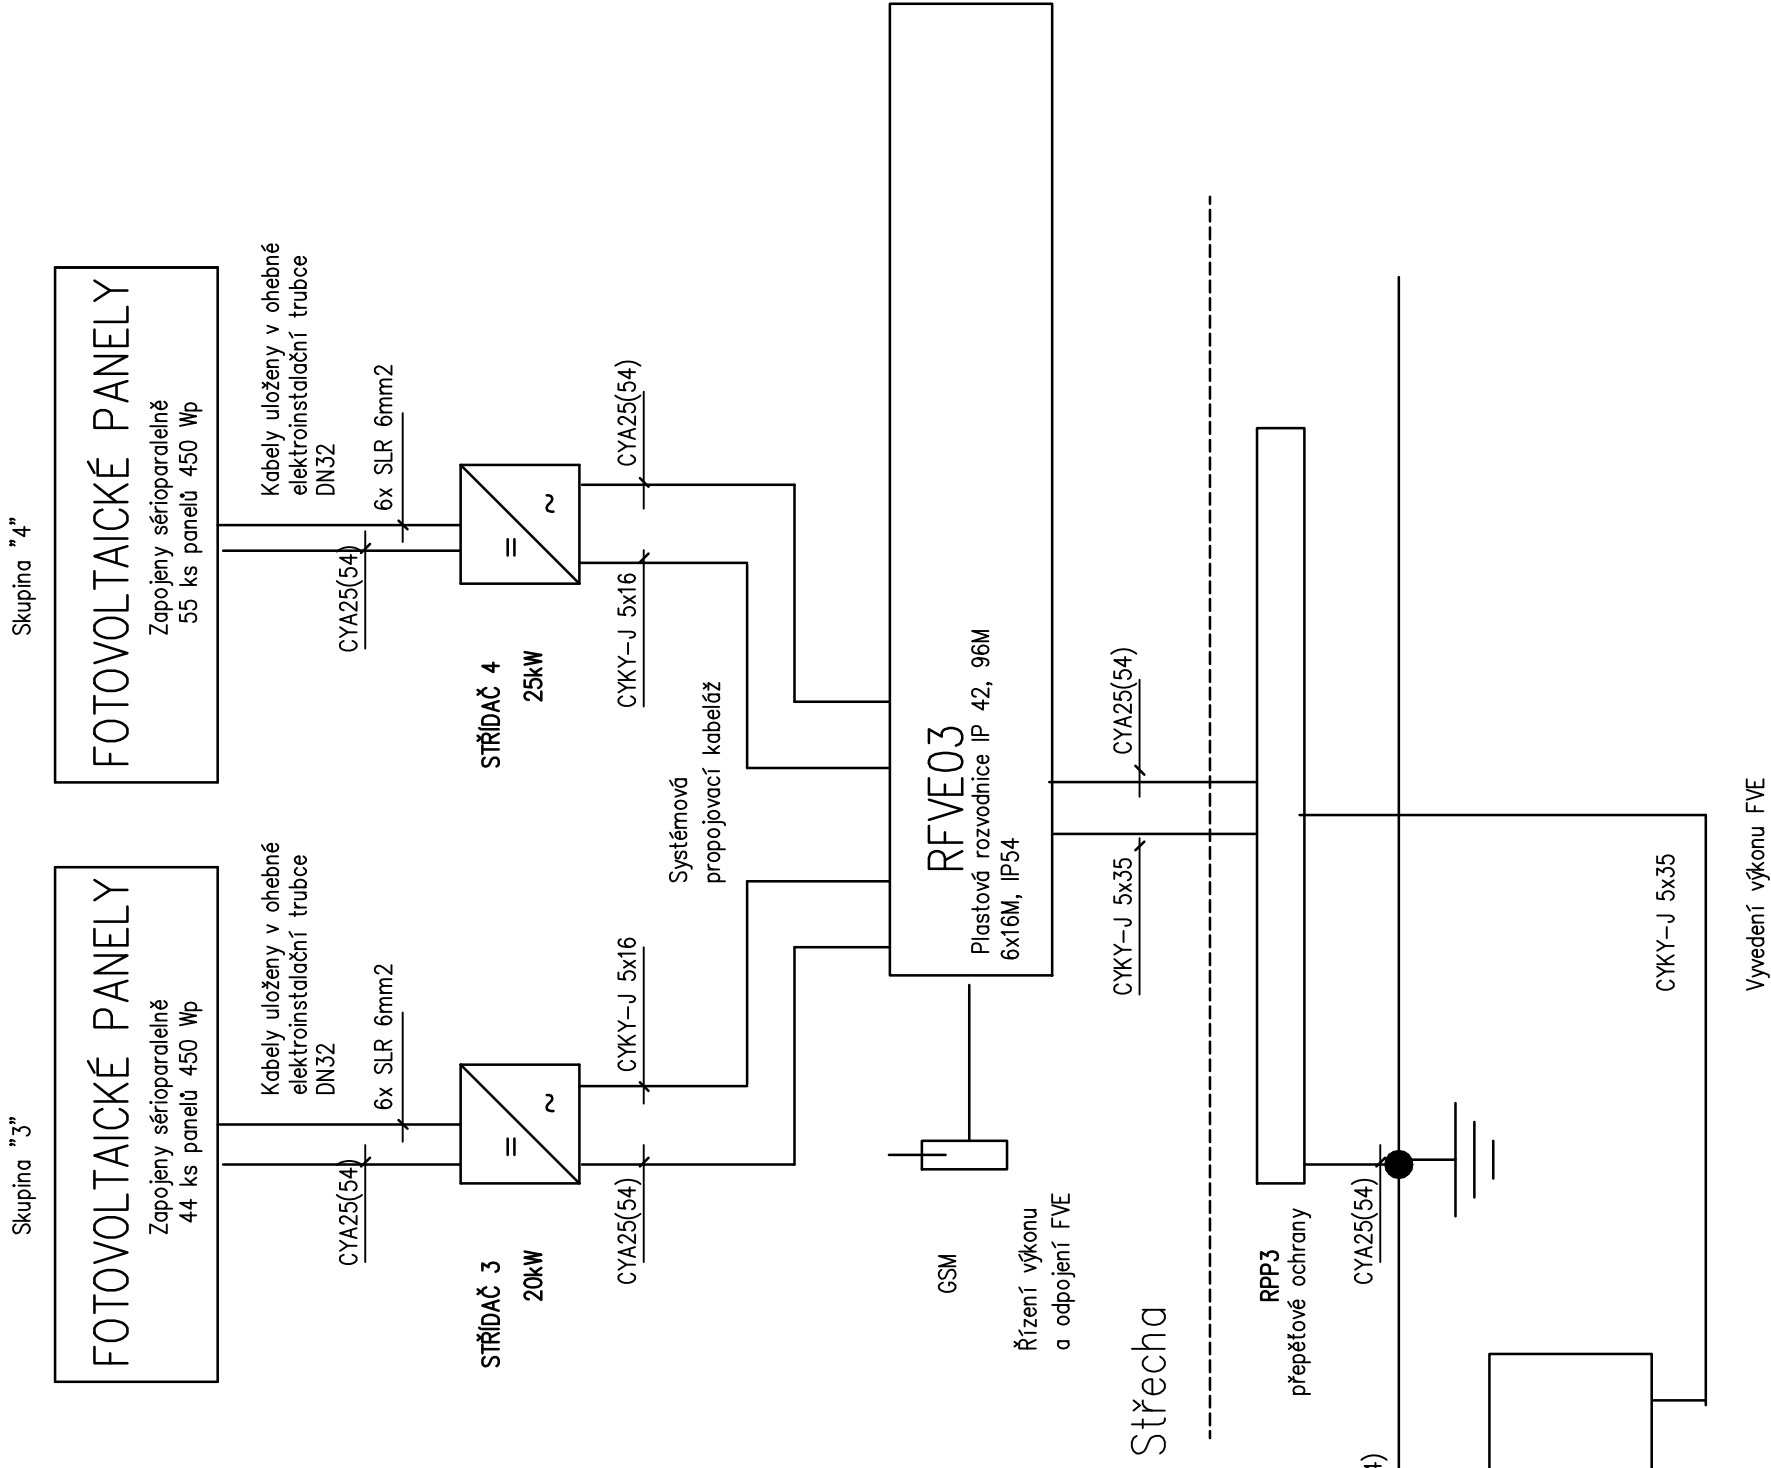 Skupina "3"
FOTOVOLTAICKÉ PANELY
Zapojeny sérioparalelně
44 ks panelů 450 Wp
Kabely uloženy v ohebné
elektroinstalační trubce
DN32
CYA25(54)
6x SLR 6mm2
STŘÍDAČ 3
20kW
=
~
CYA25(54)
CYKY-J 5x16
Skupina "4"
FOTOVOLTAICKÉ PANELY
Zapojeny sérioparalelně
55 ks panelů 450 Wp
Kabely uloženy v ohebné
elektroinstalační trubce
DN32
CYA25(54)
6x SLR 6mm2
STŘÍDAČ 4
25kW
=
~
CYKY-J 5x16
CYA25(54)
Systémová
propojovací kabeláž
RFVE03
Plastová rozvodnice IP 42, 96M
6x16M, IP54
GSM
Řízení výkonu
a odpojení FVE
CYKY-J 5x35
CYA25(54)
Střecha
RPP3
přepěťové ochrany
CYA25(54)
4)
CYKY-J 5x35
Vyvedení výkonu FVE